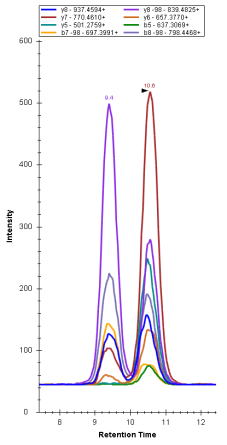 y8 - 937.4594+ y8 -98 - 839.4825+
y7 - 770.4610+ y6 - 657.3770+
y5 - 501.2759+ b5 - 637.3069+
b7 -98 - 697.3991+ b8 -98 - 798.4468+
600
500
400
300
200
100
0
Intensity
9.4
10.6
8 9 10 11 12
Retention Time